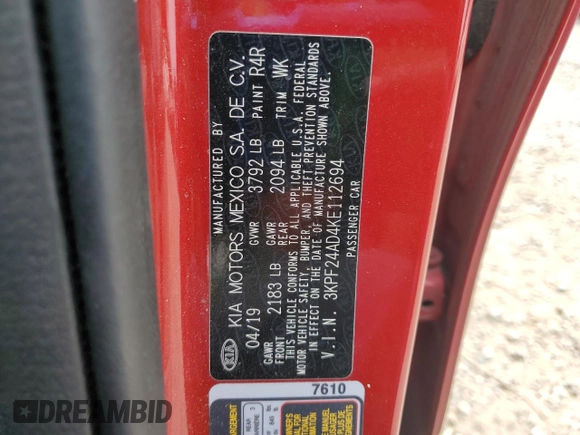 MANUFACTURED BY
KIA KIA MOTORS MEXICO S.A. DE C.V.
04/19 GVWR 3792 LB PAINT R4R
GAWR FRONT 2183 LB GAWR REAR 2094 LB TRIM WK
THIS VEHICLE CONFORMS TO ALL APPLICABLE U.S.A. FEDERAL
MOTOR VEHICLE SAFETY, BUMPER, AND THEFT PREVENTION STANDARDS
IN EFFECT ON THE DATE OF MANUFACTURE SHOWN ABOVE.
V.I.N. 3KPF24AD4KE112694
PASSENGER CAR
7610
REAR
DREAMBID